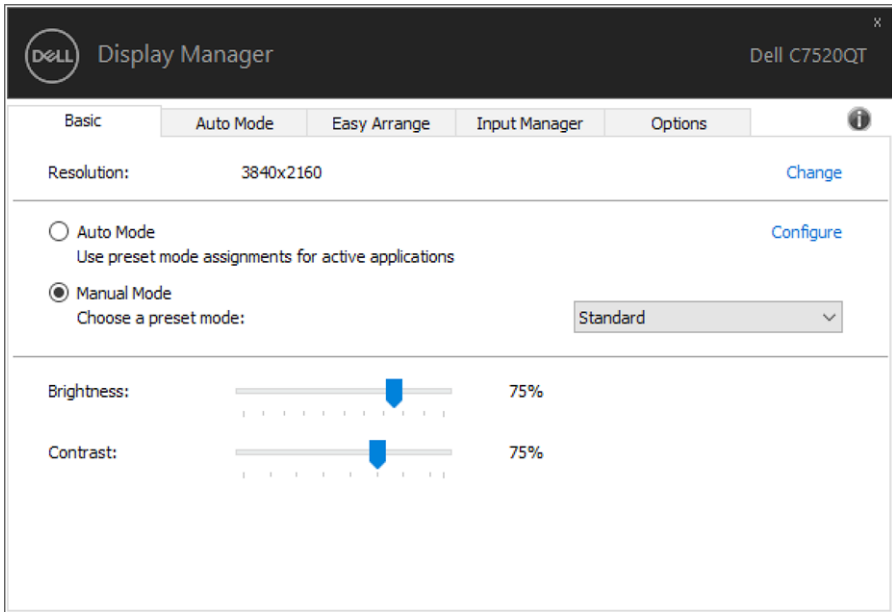 x
DELL Display Manager Dell C7520QT
Basic Auto Mode Easy Arrange Input Manager Options i
Resolution: 3840x2160 Change
Auto Mode Configure
Use preset mode assignments for active applications
Manual Mode
Choose a preset mode: Standard
Brightness: 75%
Contrast: 75%